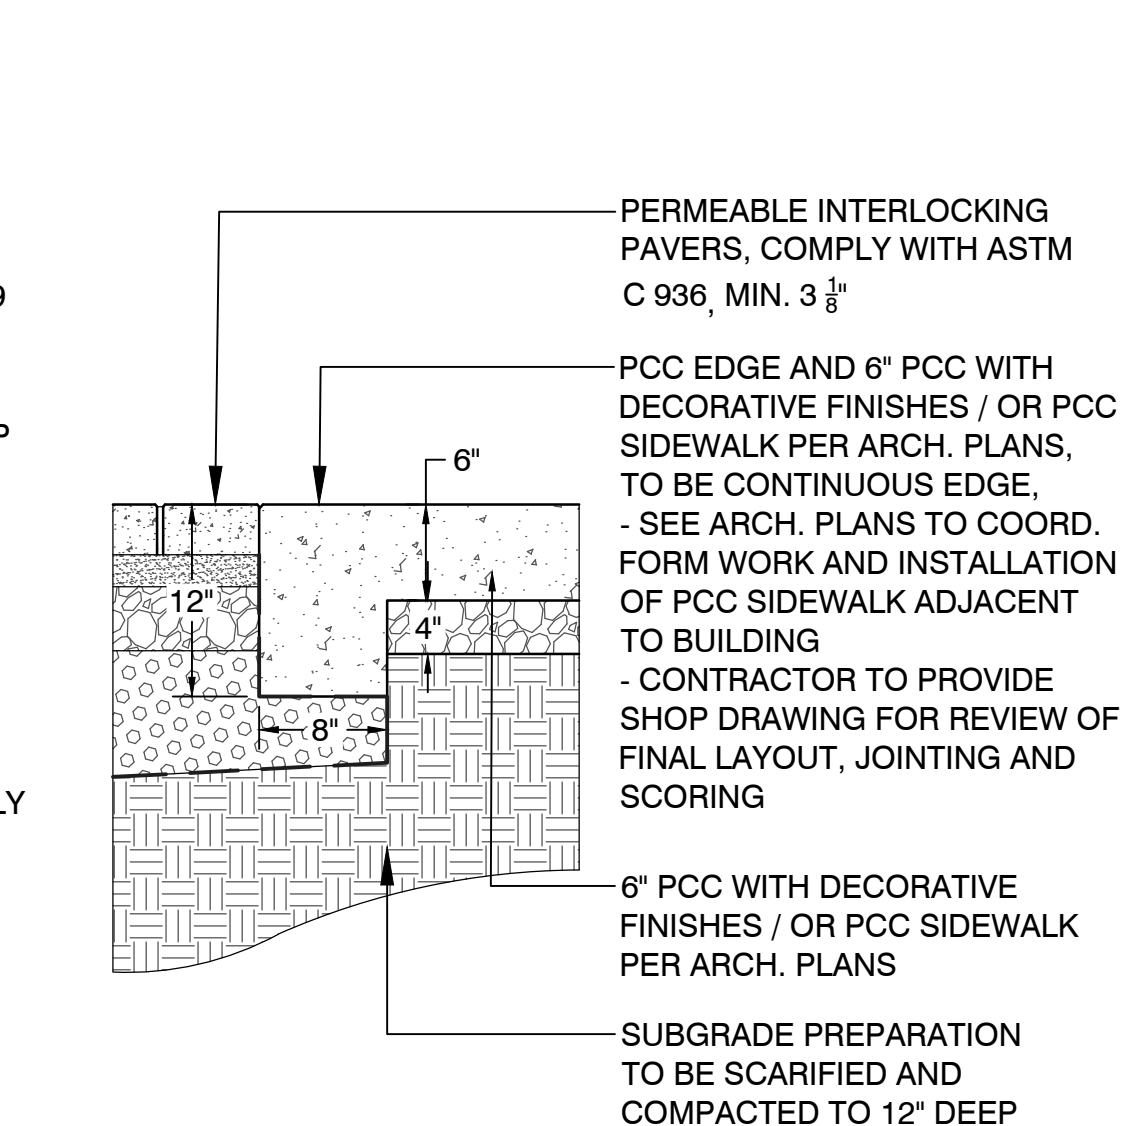 PERMEABLE INTERLOCKING
PAVERS, COMPLY WITH ASTM
C 936, MIN. 3 1/8"
PCC EDGE AND 6" PCC WITH
DECORATIVE FINISHES / OR PCC
SIDEWALK PER ARCH. PLANS,
TO BE CONTINUOUS EDGE,
- SEE ARCH. PLANS TO COORD.
FORM WORK AND INSTALLATION
OF PCC SIDEWALK ADJACENT
TO BUILDING
- CONTRACTOR TO PROVIDE
SHOP DRAWING FOR REVIEW OF
FINAL LAYOUT, JOINTING AND
SCORING
6"
12"
4"
8"
6" PCC WITH DECORATIVE
FINISHES / OR PCC SIDEWALK
PER ARCH. PLANS
SUBGRADE PREPARATION
TO BE SCARIFIED AND
COMPACTED TO 12" DEEP